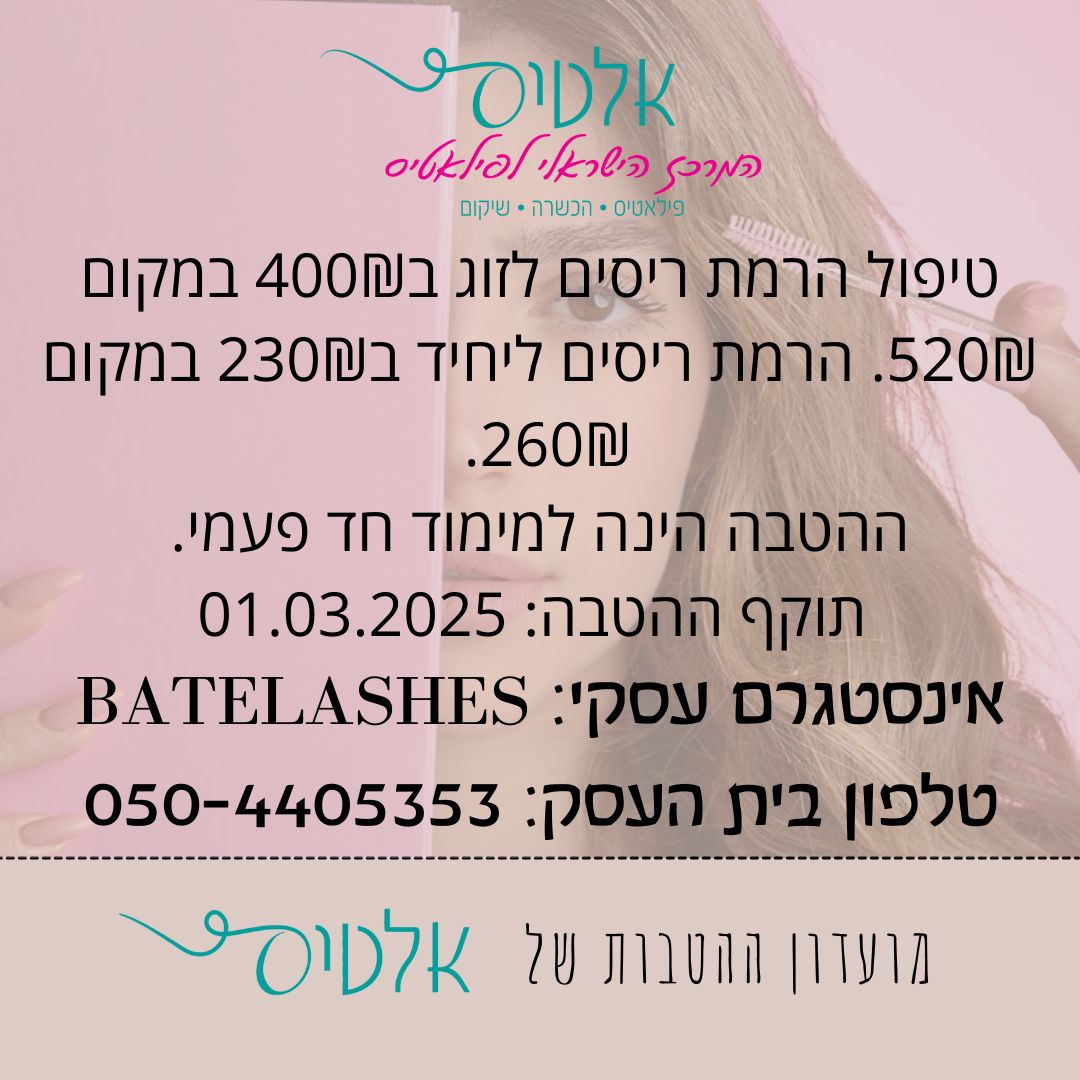 אלטיס
המרכז הישראלי לפילאטיס
פילאטיס • הכשרה • שיקום
טיפול הרמת ריסים לזוג ב400₪ במקום
520₪. הרמת ריסים ליחיד ב230₪ במקום
260₪.
ההטבה הינה למימוד חד פעמי.
תוקף ההטבה: 01.03.2025
אינסטגרם עסקי: BATELASHES
טלפון בית העסק: 050-4405353
מועדון ההטבות של אלטיס